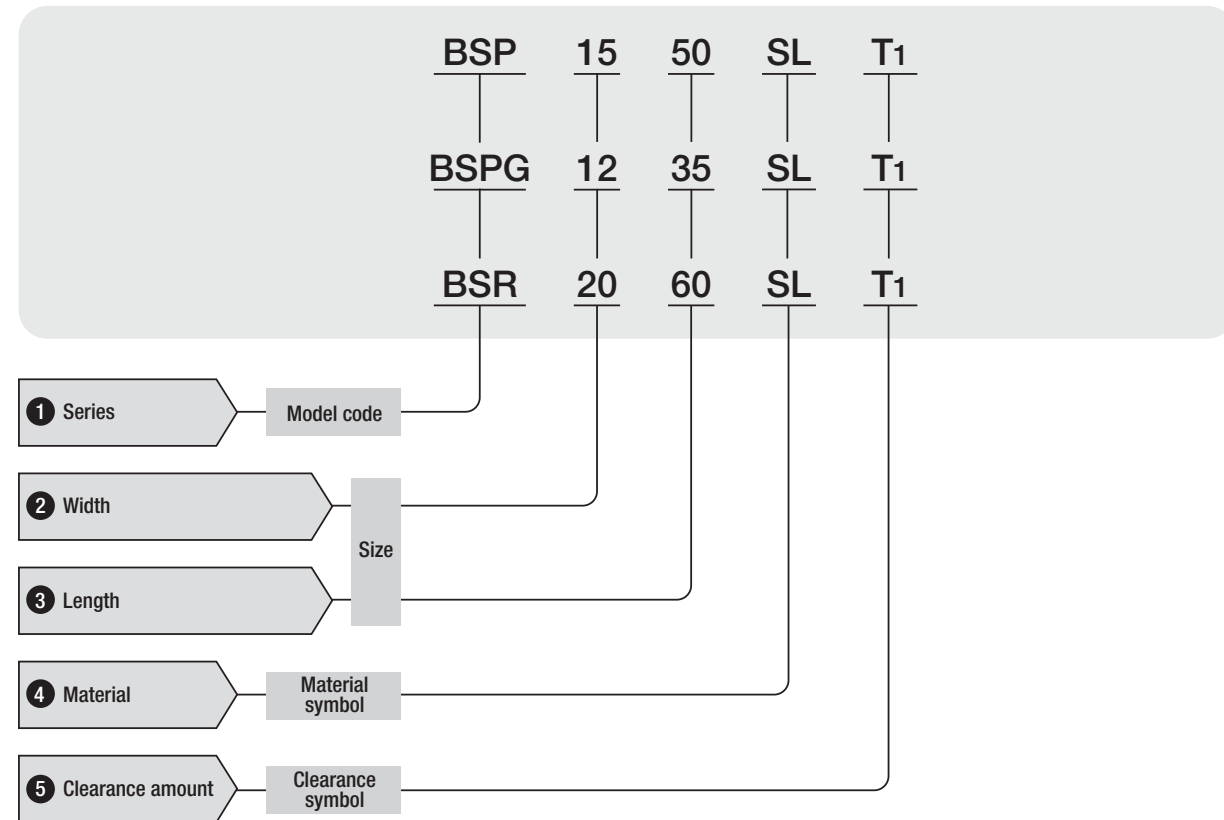 BSP 15 50 SL T1
BSPG 12 35 SL T1
BSR 20 60 SL T1
1 Series Model code
2 Width
Size
3 Length
4 Material Material
symbol
5 Clearance amount Clearance
symbol